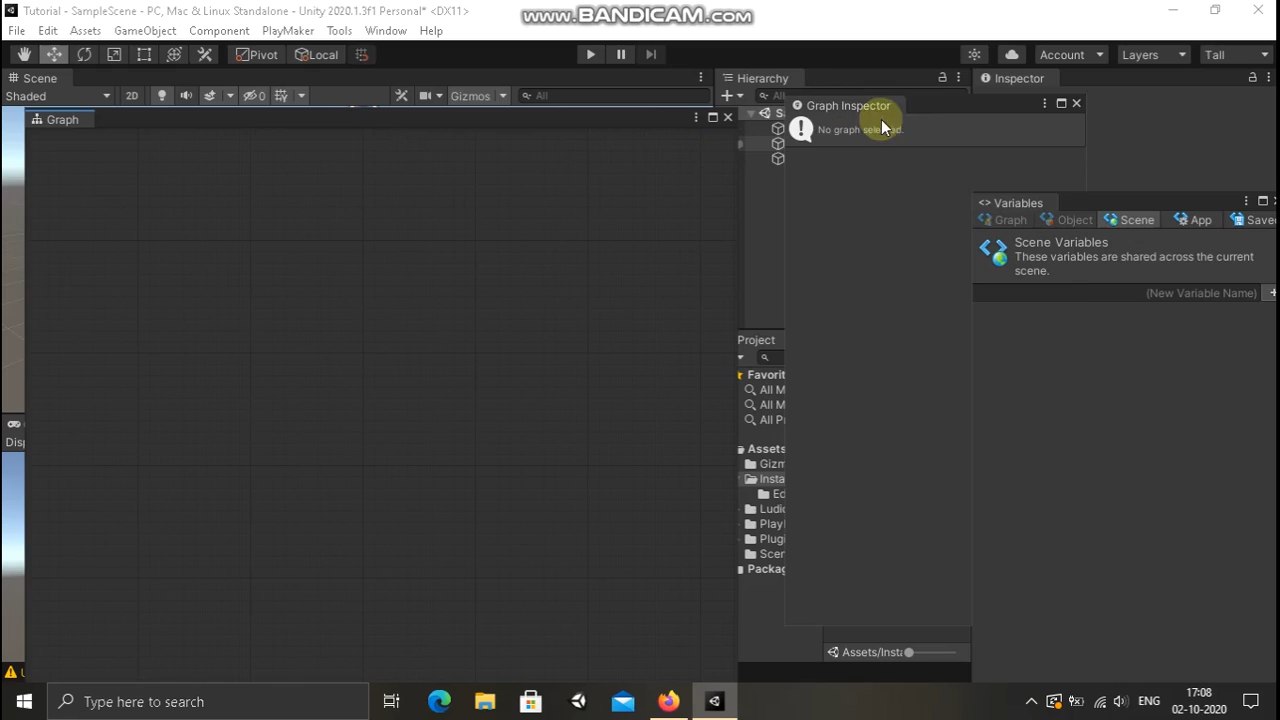 Tutorial - SampleScene - PC, Mac & Linux Standalone - Unity 2020.1.3f1 Personal* <DX11>
www.BANDICAM.com
File Edit Assets GameObject Component PlayMaker Tools Window Help
Pivot Local Account Layers Tall
Scene Hierarchy Inspector
Shaded 2D 0 Gizmos All All
Graph
Graph Inspector
No graph selected.
<> Variables
Graph Object Scene App Save
Scene Variables
These variables are shared across the current
scene.
(New Variable Name)
Project
Favorit
All M
All M
All P
Assets
Gizm
Insta
Ed
Ludic
Play
Plugi
Scen
Packag
Assets/Insta
Type here to search
ENG
17:08
02-10-2020